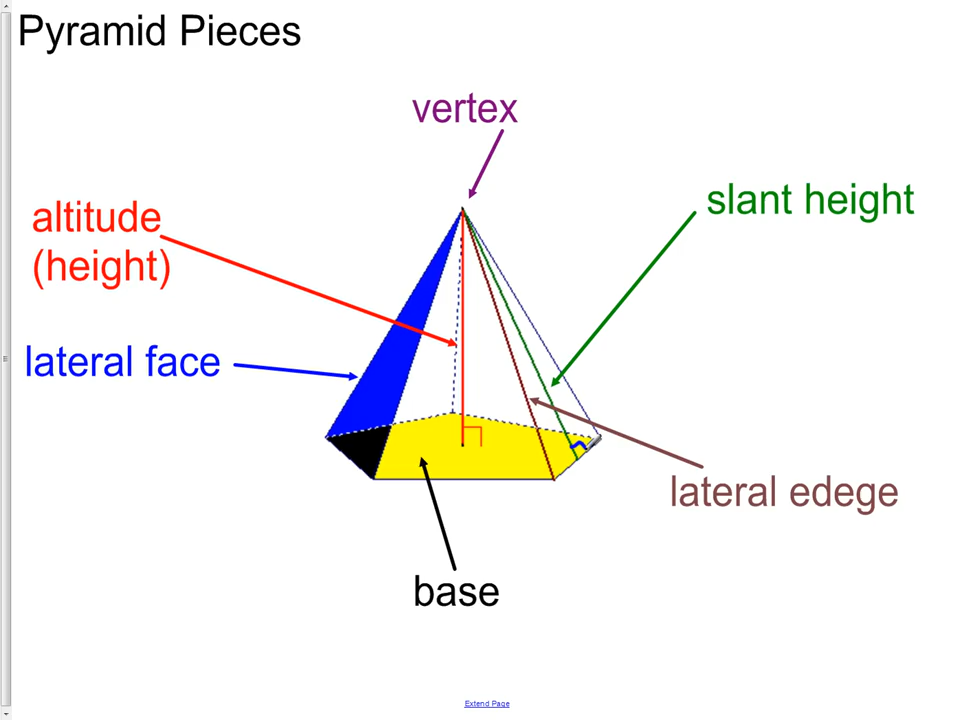 Pyramid Pieces
vertex
slant height
altitude
(height)
lateral face
lateral edege
base
Extend Page